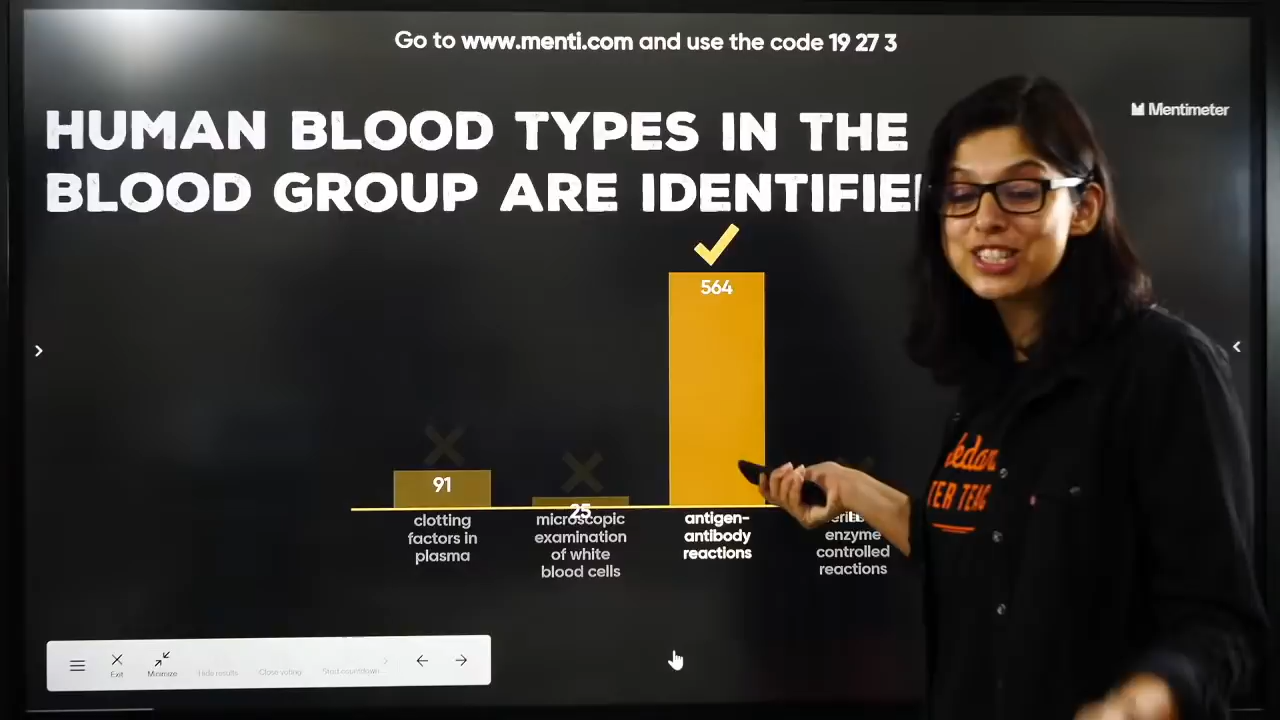 Go to www.menti.com and use the code 19 27 3
Mentimeter
HUMAN BLOOD TYPES IN THE
BLOOD GROUP ARE IDENTIFIE
564
91
25
clotting
factors in
plasma
microscopic
examination
of white
blood cells
antigen-
antibody
reactions
enzyme
controlled
reactions
Exit
Minimize
Hide results
Close voting
Start countdown...